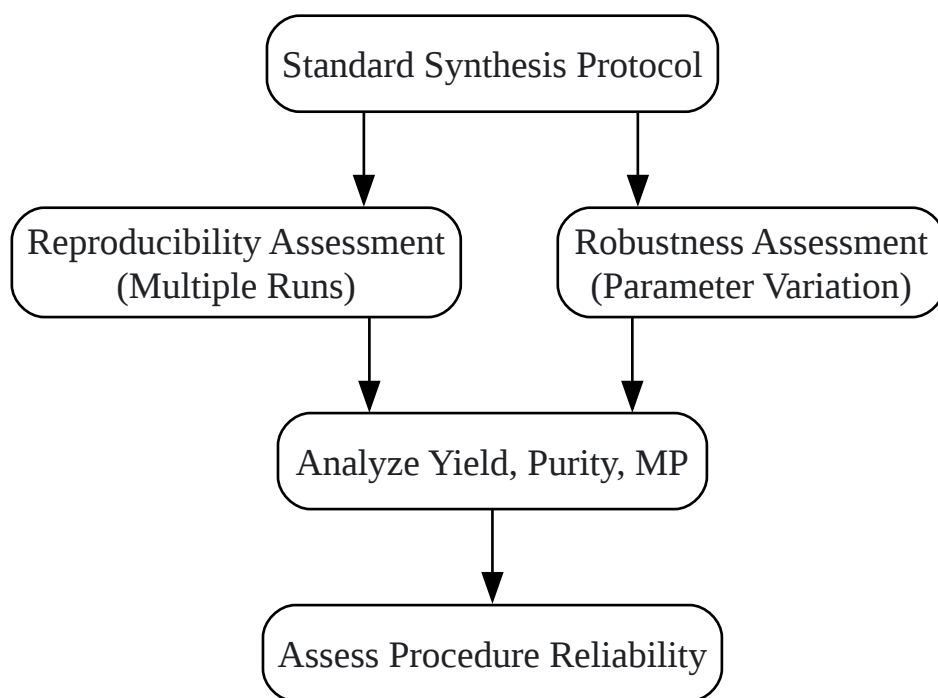 Standard Synthesis Protocol
Reproducibility Assessment
(Multiple Runs)
Robustness Assessment
(Parameter Variation)
Analyze Yield, Purity, MP
Assess Procedure Reliability